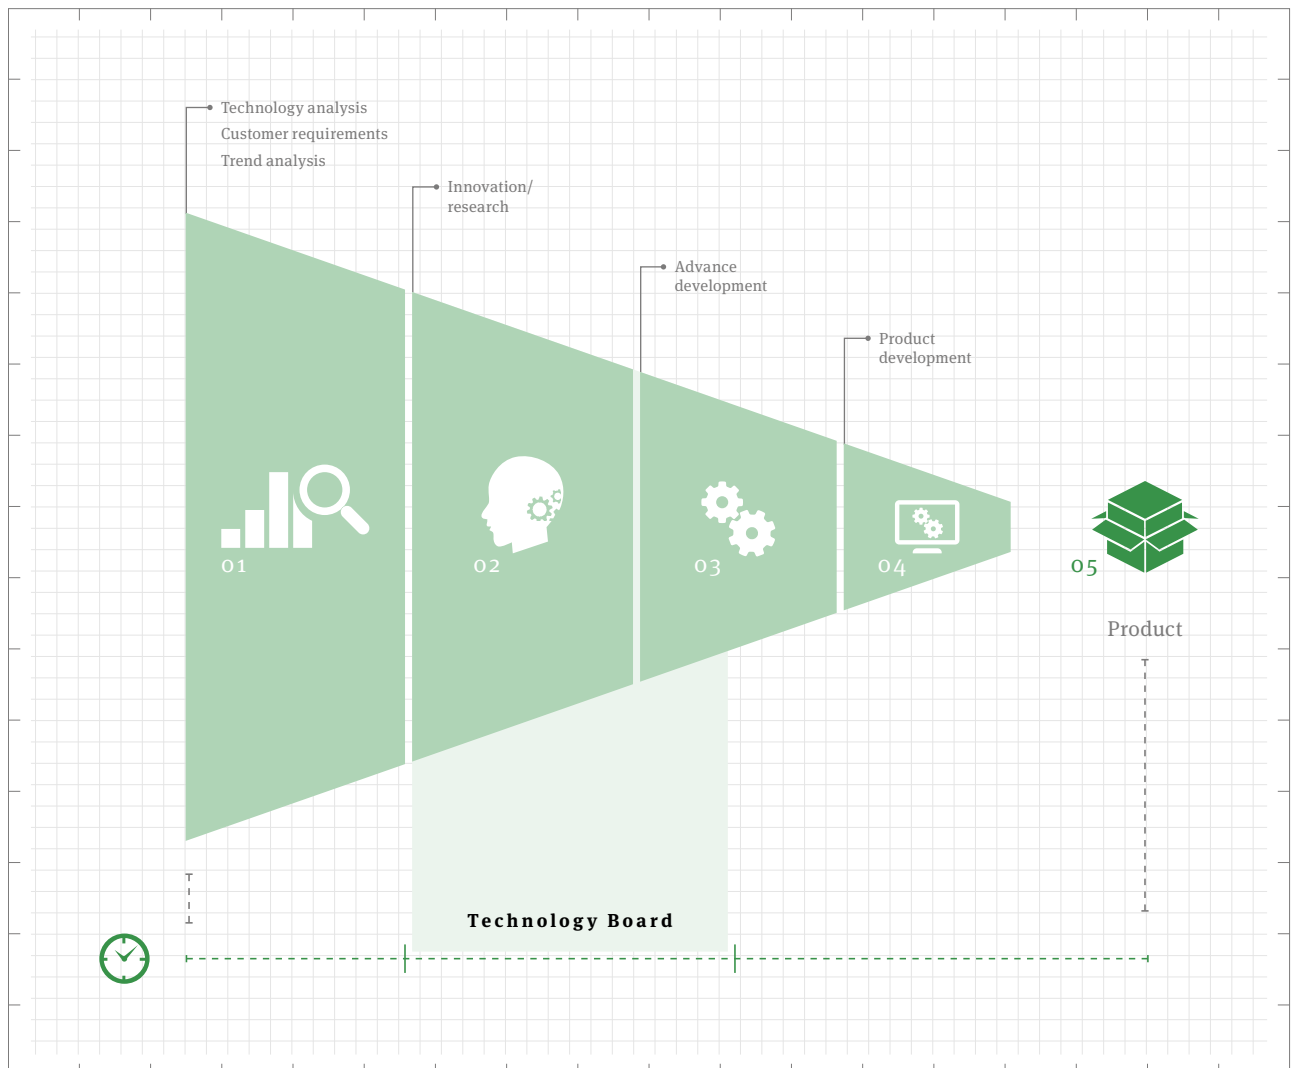 Technology analysis
Customer requirements
Trend analysis
Innovation/
research
Advance
development
Product
development
01
02
03
04
05
Product
Technology Board